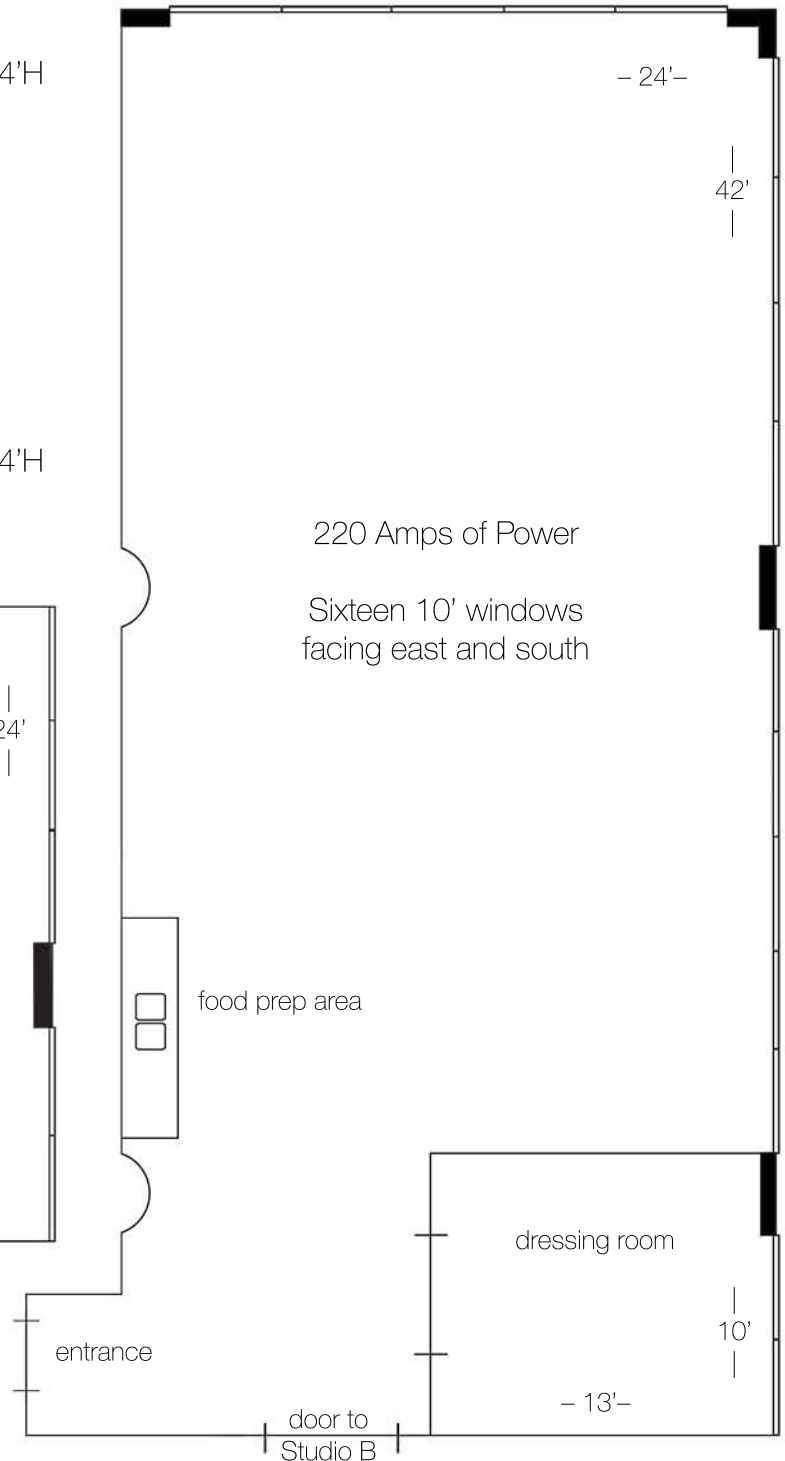 4'H
– 24'–
42'
4'H
220 Amps of Power
Sixteen 10’ windows
facing east and south
24'
food prep area
dressing room
10'
entrance
– 13'–
door to
Studio B